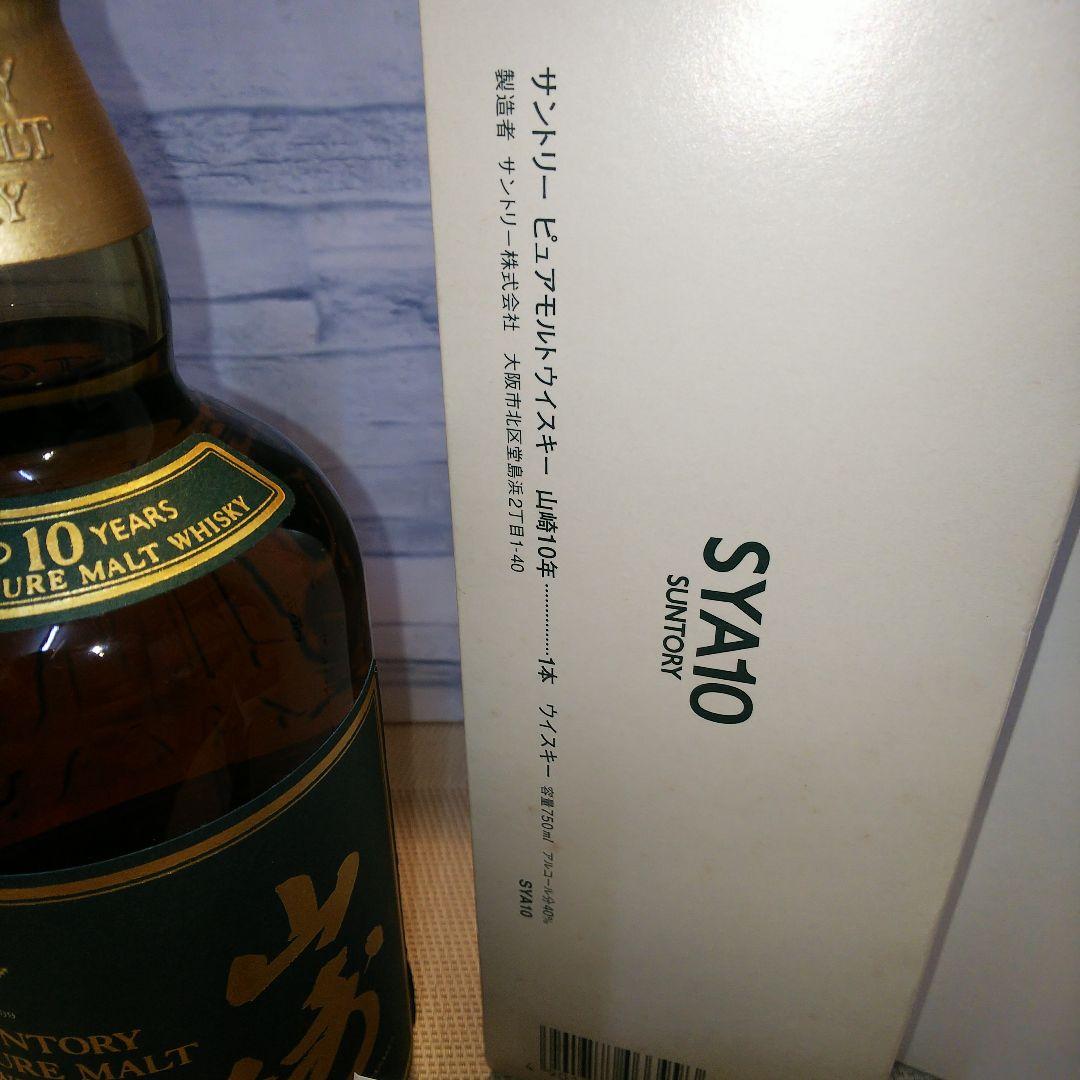 ALT
10 YEARS
PURE MALT WHISKY
山崎
SUNTORY
PURE MALT
SYA10
SUNTORY
サントリー ピュアモルトウイスキー 山崎10年……………1本 ウイスキー 容量750ml アルコール分40%
製造者 サントリー株式会社 大阪市北区堂島浜2丁目1-40
SYA10